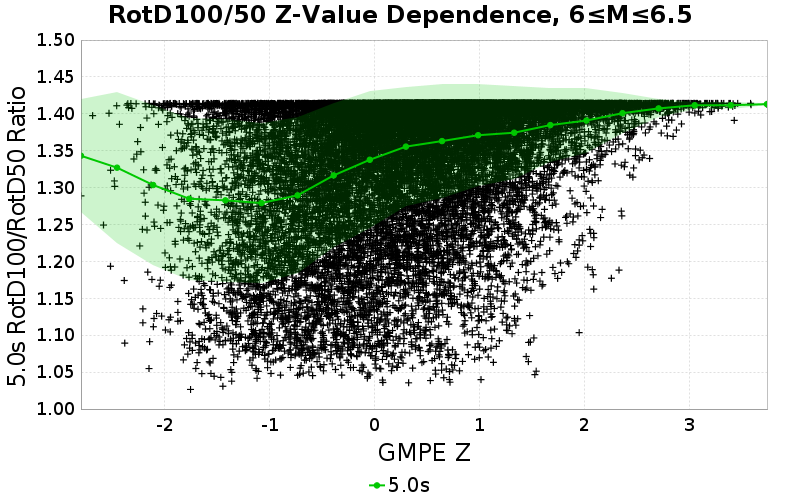 RotD100/50 Z-Value Dependence, 6≤M≤6.5
5.0s RotD100/RotD50 Ratio
1.50
1.45
1.40
1.35
1.30
1.25
1.20
1.15
1.10
1.05
1.00
-2 -1 0 1 2 3
GMPE Z
5.0s